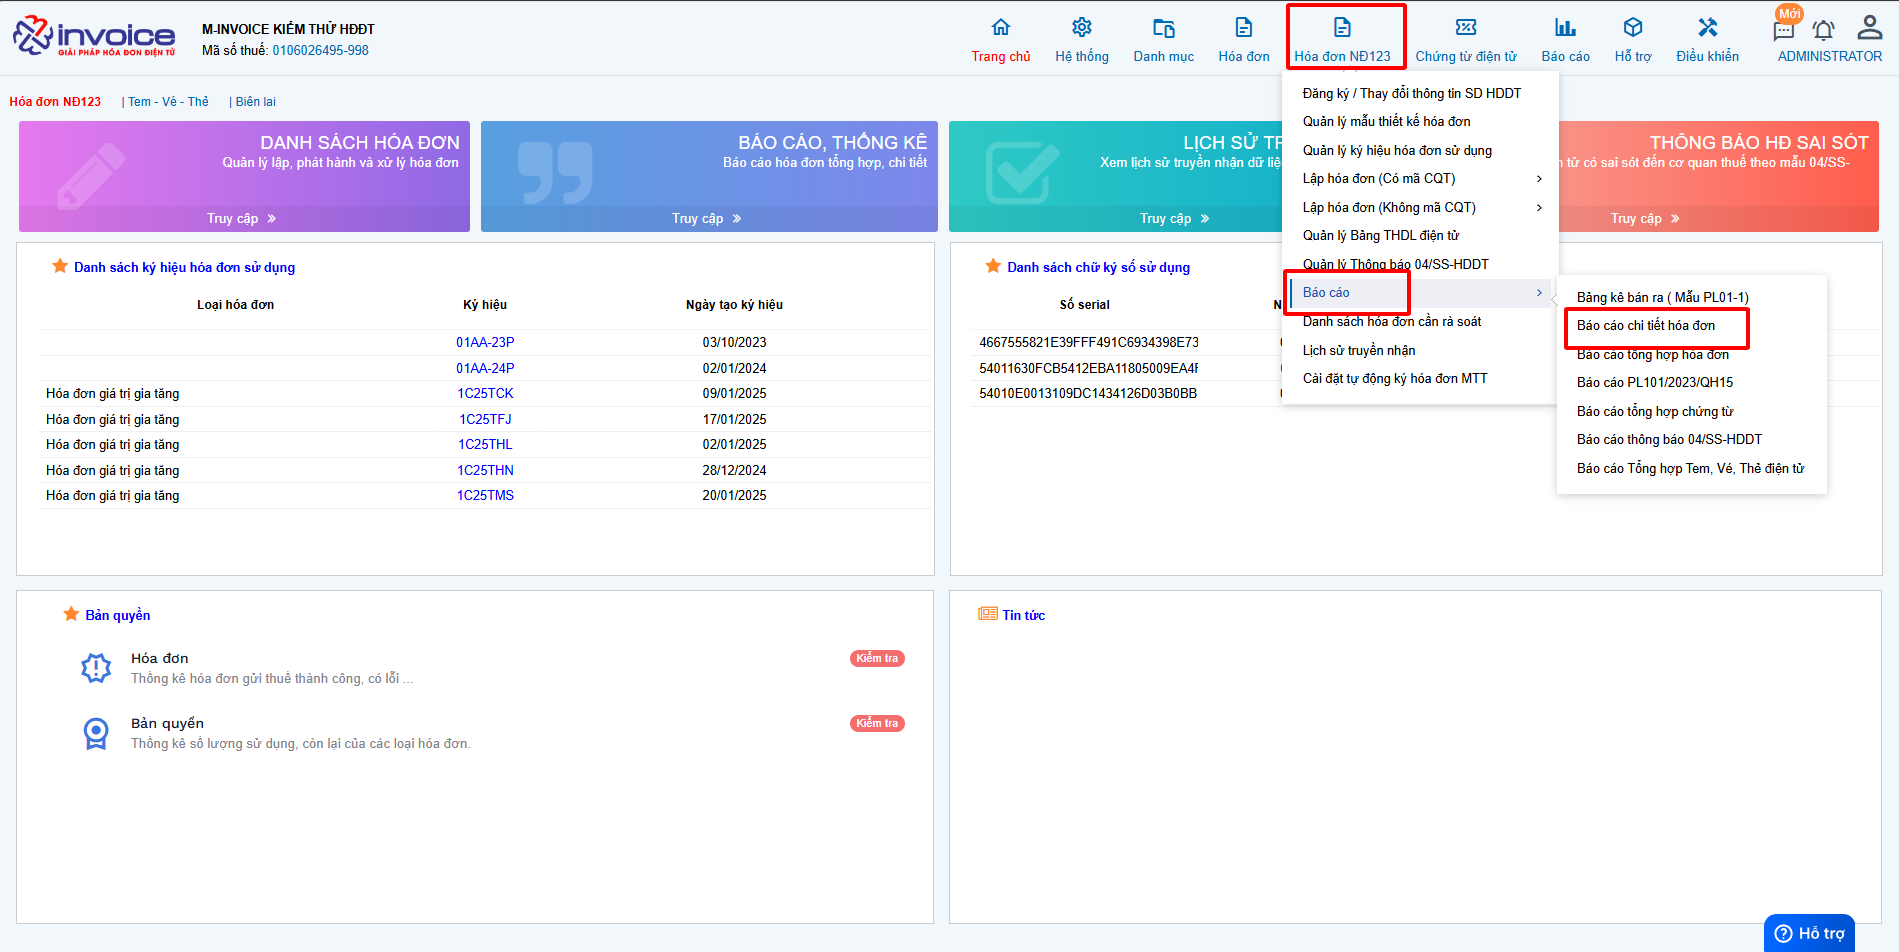 invoice
GIẢI PHÁP HÓA ĐƠN ĐIỆN TỬ
M-INVOICE KIỂM THỬ HĐĐT
Mã số thuế: 0106026495-998
Trang chủ
Hệ thống
Danh mục
Hóa đơn
Hóa đơn NĐ123
Chứng từ điện tử
Báo cáo
Hỗ trợ
Điều khiển
Mới
ADMINISTRATOR
Hóa đơn NĐ123 | Tem - Vé - Thẻ | Biên lai
DANH SÁCH HÓA ĐƠN
Quản lý lập, phát hành và xử lý hóa đơn
Truy cập »
BÁO CÁO, THỐNG KÊ
Báo cáo hóa đơn tổng hợp, chi tiết
Truy cập »
LỊCH SỬ TR
Xem lịch sử truyền nhận dữ liệ
Truy cập »
THÔNG BÁO HĐ SAI SÓT
từ có sai sót đến cơ quan thuế theo mẫu 04/SS-
Truy cập »
Đăng ký / Thay đổi thông tin SD HDDT
Quản lý mẫu thiết kế hóa đơn
Quản lý ký hiệu hóa đơn sử dụng
Lập hóa đơn (Có mã CQT)
Lập hóa đơn (Không mã CQT)
Quản lý Bảng THDL điện tử
Quản lý Thông báo 04/SS-HDDT
Báo cáo
Danh sách hóa đơn cần rà soát
Lịch sử truyền nhận
Cài đặt tự động ký hóa đơn MTT
Bảng kê bán ra ( Mẫu PL01-1)
Báo cáo chi tiết hóa đơn
Báo cáo tổng hợp hóa đơn
Báo cáo PL101/2023/QH15
Báo cáo tổng hợp chứng từ
Báo cáo thông báo 04/SS-HDDT
Báo cáo Tổng hợp Tem, Vé, Thẻ điện tử
Danh sách ký hiệu hóa đơn sử dụng
Loại hóa đơn Ký hiệu Ngày tạo ký hiệu
01AA-23P 03/10/2023
01AA-24P 02/01/2024
Hóa đơn giá trị gia tăng 1C25TCK 09/01/2025
Hóa đơn giá trị gia tăng 1C25TFJ 17/01/2025
Hóa đơn giá trị gia tăng 1C25THL 02/01/2025
Hóa đơn giá trị gia tăng 1C25THN 28/12/2024
Hóa đơn giá trị gia tăng 1C25TMS 20/01/2025
Danh sách chữ ký số sử dụng
Số serial N
4667555821E39FFF491C6934398E73
54011630FCB5412EBA11805009EA4F
54010E0013109DC1434126D03B0BB
Bản quyền
Hóa đơn
Thống kê hóa đơn gửi thuế thành công, có lỗi ...
Kiểm tra
Bản quyền
Thống kê số lượng sử dụng, còn lại của các loại hóa đơn.
Kiểm tra
Tin tức
Hỗ trợ